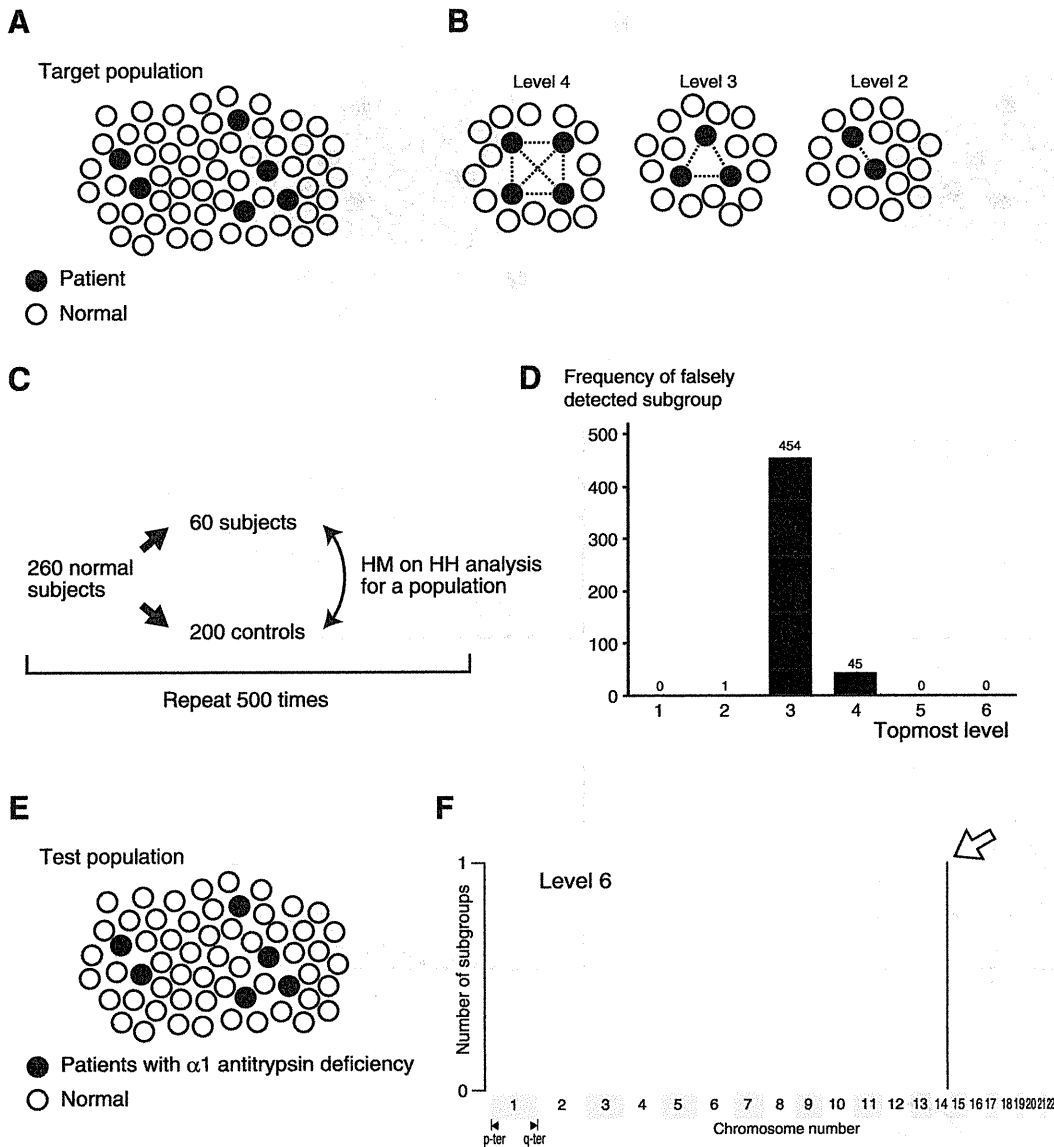 A
Target population
Patient
Normal
B
Level 4
Level 3
Level 2
C
260 normal
subjects
60 subjects
200 controls
HM on HH analysis
for a population
Repeat 500 times
D
Frequency of falsely
detected subgroup
500
400
300
200
100
0
0
1
454
45
0
0
1
2
3
4
5
6
Topmost level
E
Test population
Patients with α1 antitrypsin deficiency
Normal
F
Level 6
Number of subgroups
1
0
1 2 3 4 5 6 7 8 9 10 11 12 13 14 15 16 17 18 19 20 21 22
p-ter
q-ter
Chromosome number